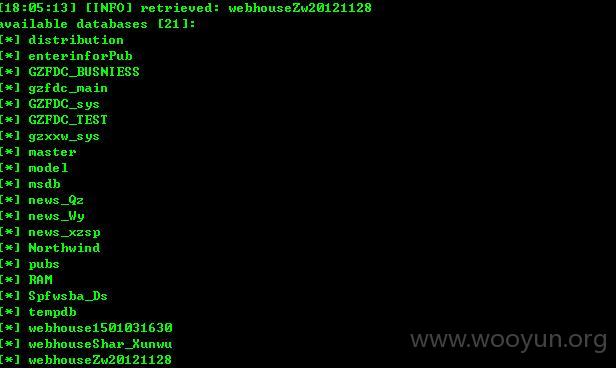 [18:05:13] [INFO] retrieved: webhouseZw20121128
available databases [21]:
[*] distribution
[*] enterinforPub
[*] GZFDC_BUSNIESS
[*] gzfdc_main
[*] GZFDC_sys
[*] GZFDC_TEST
[*] gzxxw_sys
[*] master
[*] model
[*] msdb
[*] news_Qz
[*] news_Wy
[*] news_xzsp
[*] Northwind
[*] pubs
[*] RAM
[*] Spfwsba_Ds
[*] tempdb
[*] webhouse1501031630
[*] webhouseShar_Xunwu
[*] webhouseZw20121128
www.wooyun.org